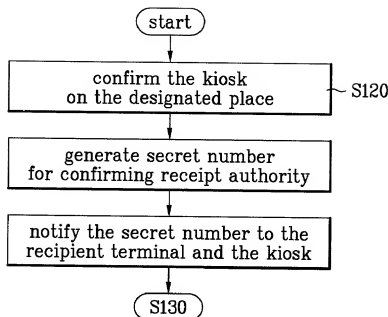 start
confirm the kiosk
on the designated place
S120
generate secret number
for confirming receipt authority
notify the secret number to the
recipient terminal and the kiosk
S130